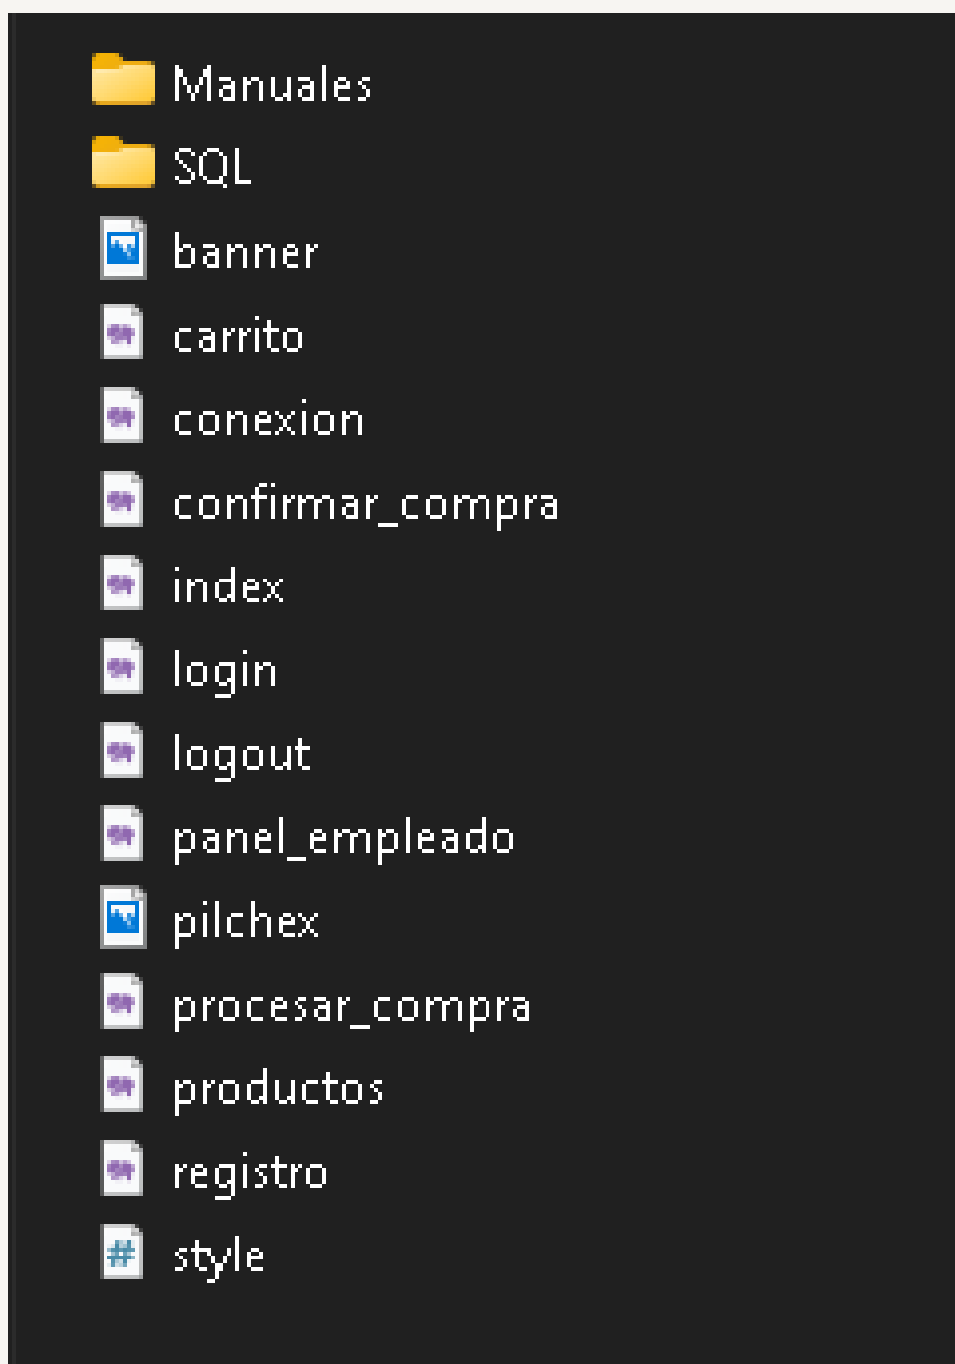 Manuales
SQL
banner
carrito
conexion
confirmar_compra
index
login
logout
panel_empleado
pilchex
procesar_compra
productos
registro
style